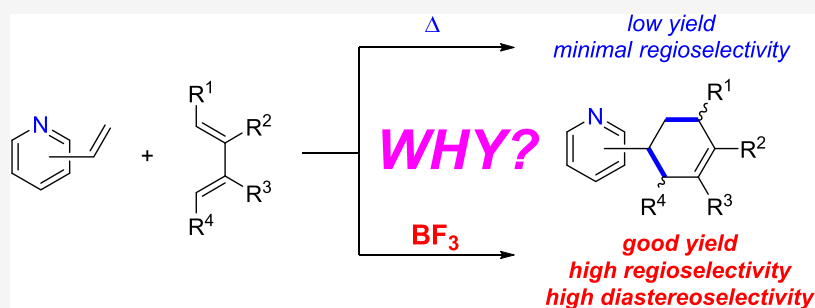 Δ
low yield
minimal regioselectivity
N
+
R1
R2
R3
R4
WHY?
N
R1
R2
R3
R4
BF3
good yield
high regioselectivity
high diastereoselectivity